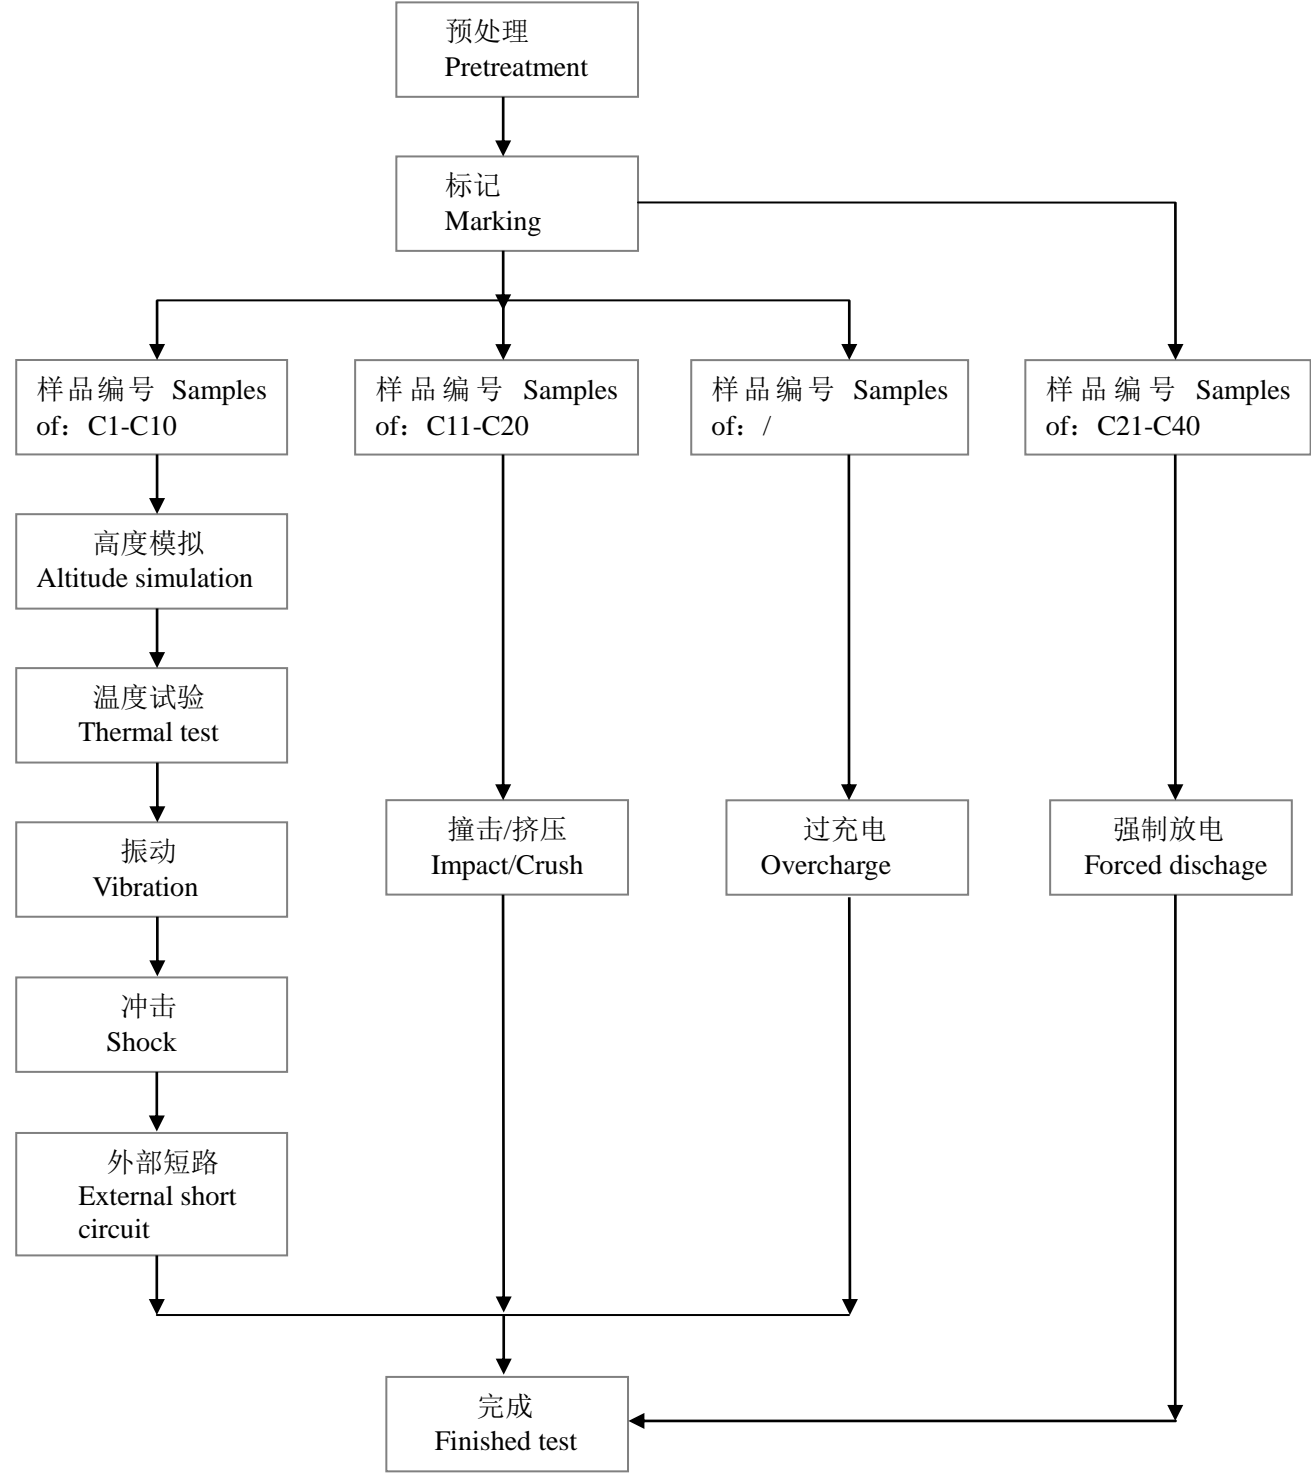 预处理
Pretreatment
标记
Marking
样品编号 Samples
of：C1-C10
样品编号 Samples
of：C11-C20
样品编号 Samples
of：/
样品编号 Samples
of：C21-C40
高度模拟
Altitude simulation
温度试验
Thermal test
振动
Vibration
撞击/挤压
Impact/Crush
过充电
Overcharge
强制放电
Forced dischage
冲击
Shock
外部短路
External short
circuit
完成
Finished test